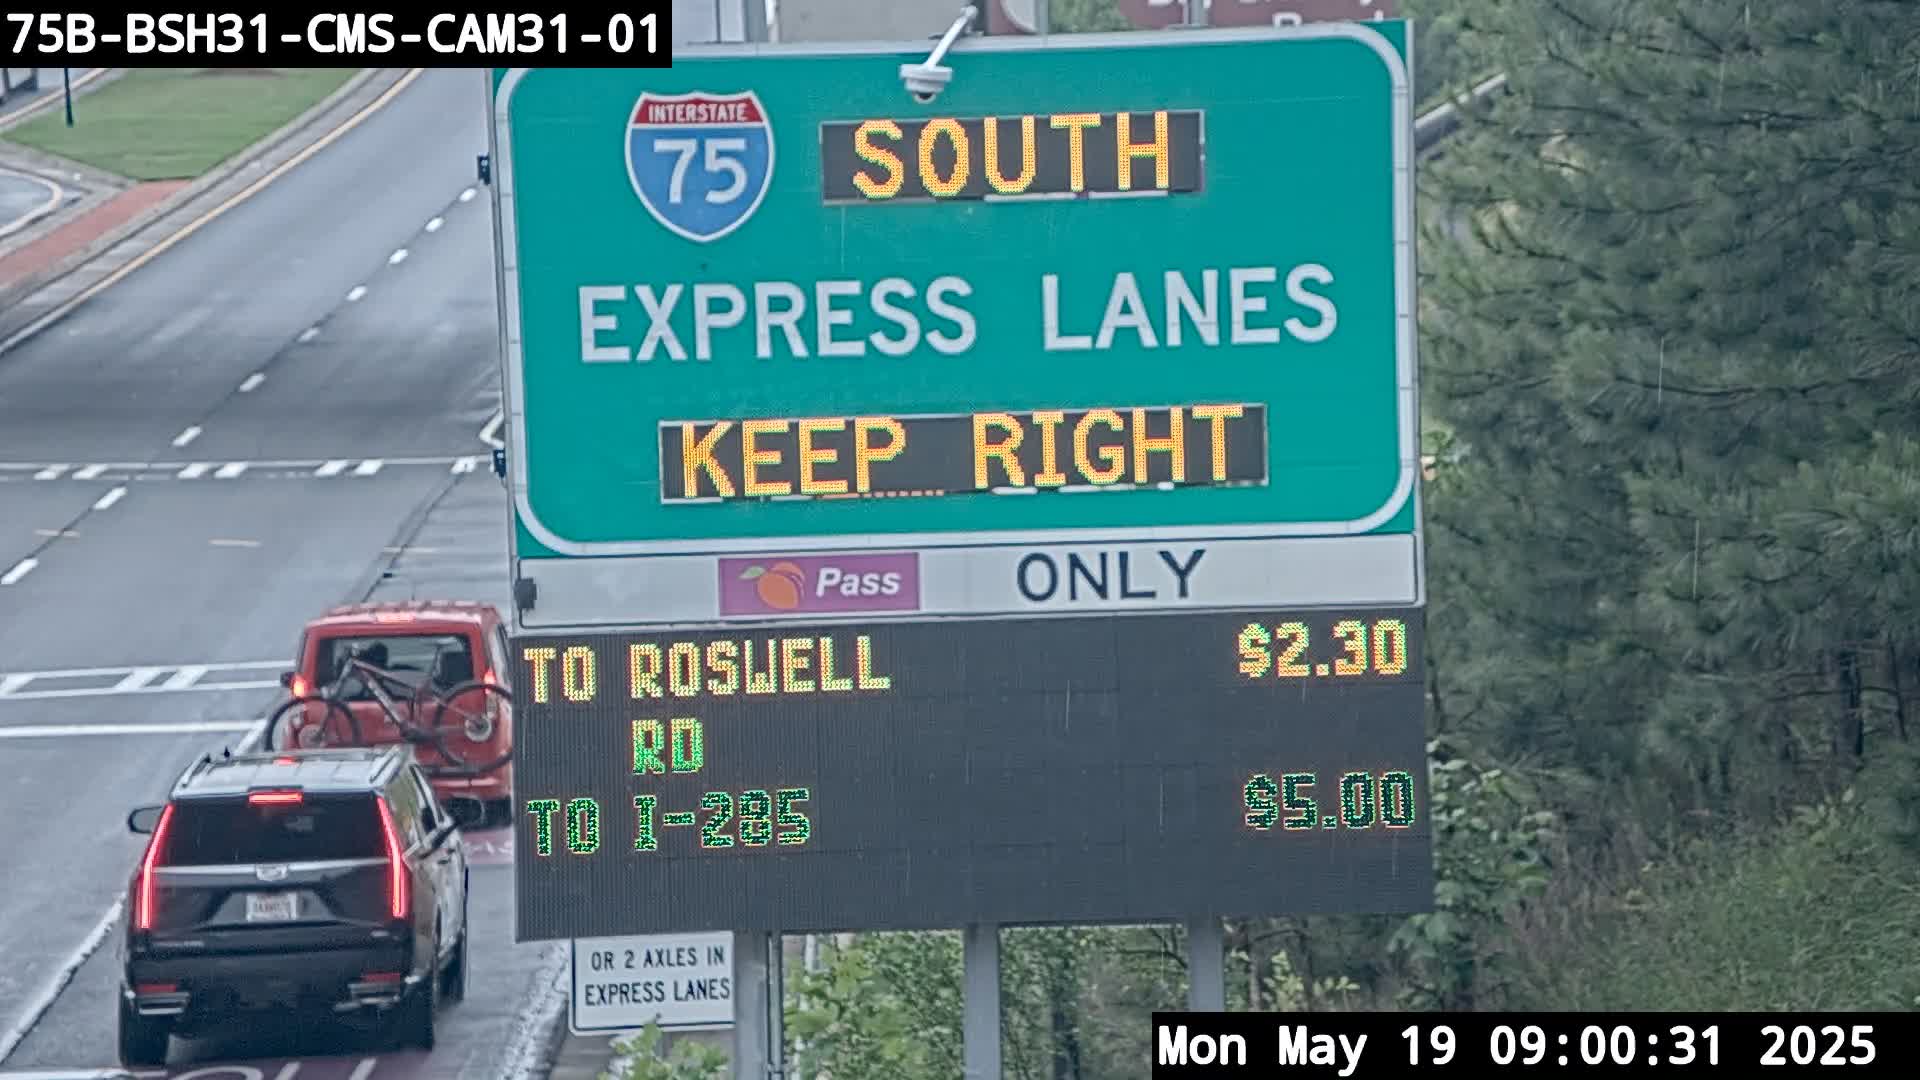 75B-BSH31-CMS-CAM31-01
INTERSTATE
75
SOUTH
EXPRESS LANES
KEEP RIGHT
Pass ONLY
TO ROSWELL $2.30
RD
TO I-285 $5.00
OR 2 AXLES IN
EXPRESS LANES
Mon May 19 09:00:31 2025